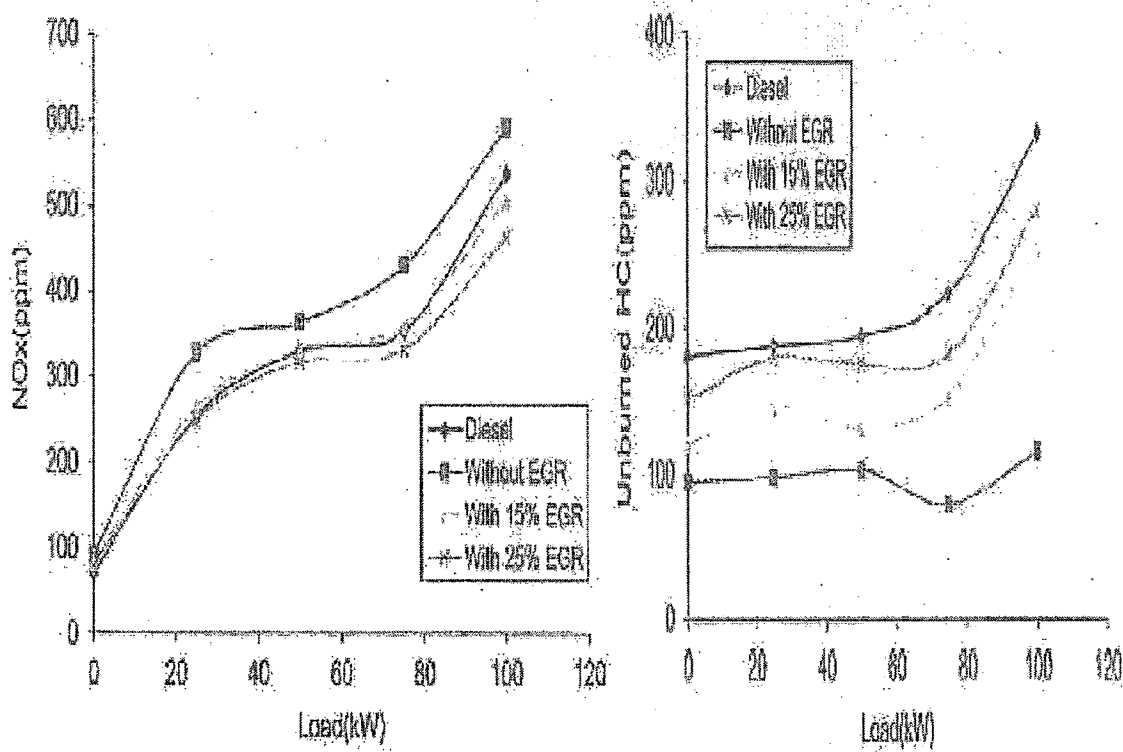 700
600
500
400
300
200
100
0
NOx(ppm)
Diesel
Without EGR
With 15% EGR
With 25% EGR
0 20 40 60 80 100 120
Load(kW)
400
300
200
100
0
Unburned HC(ppm)
Diesel
Without EGR
With 15% EGR
With 25% EGR
0 20 40 60 80 100 120
Load(kW)